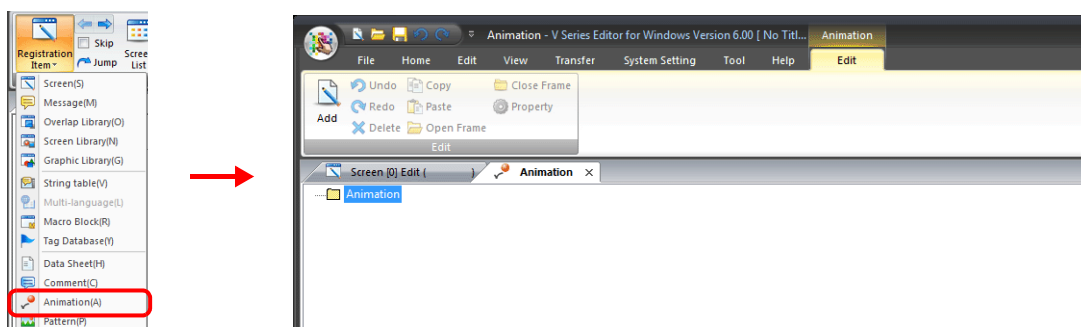 Skip
Registration
Item
Jump
Scree
List
Screen(S)
Message(M)
Overlap Library(O)
Screen Library(N)
Graphic Library(G)
String table(V)
Multi-language(L)
Macro Block(R)
Tag Database(Y)
Data Sheet(H)
Comment(C)
Animation(A)
Pattern(P)
Animation - V Series Editor for Windows Version 6.00 [ No Titl...
Animation
File Home Edit View Transfer System Setting Tool Help Edit
Add
Undo Copy Close Frame
Redo Paste Property
Delete Open Frame
Edit
Screen [0] Edit ( )
Animation ×
Animation